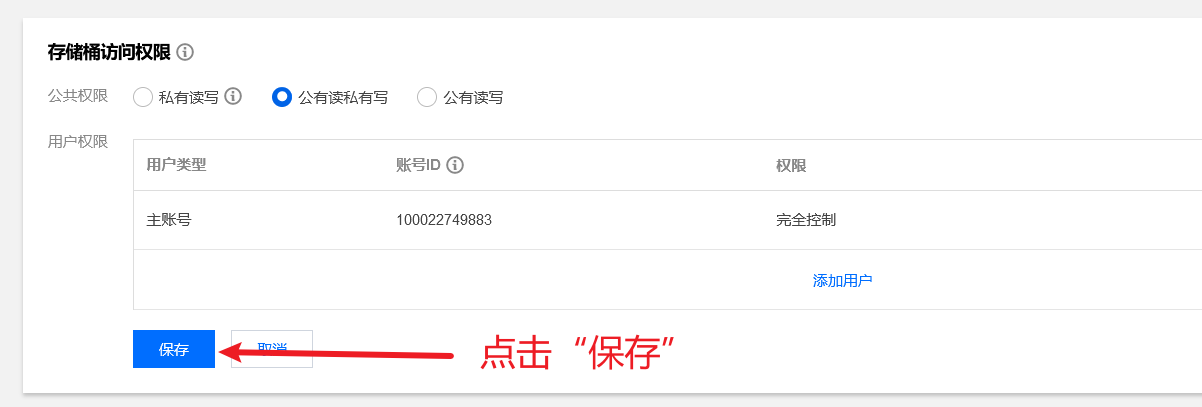 存储桶访问权限
公共权限 私有读写 公有读私有写 公有读写
用户权限
用户类型 账号ID 权限
主账号 100022749883 完全控制
添加用户
保存 取消 点击“保存”